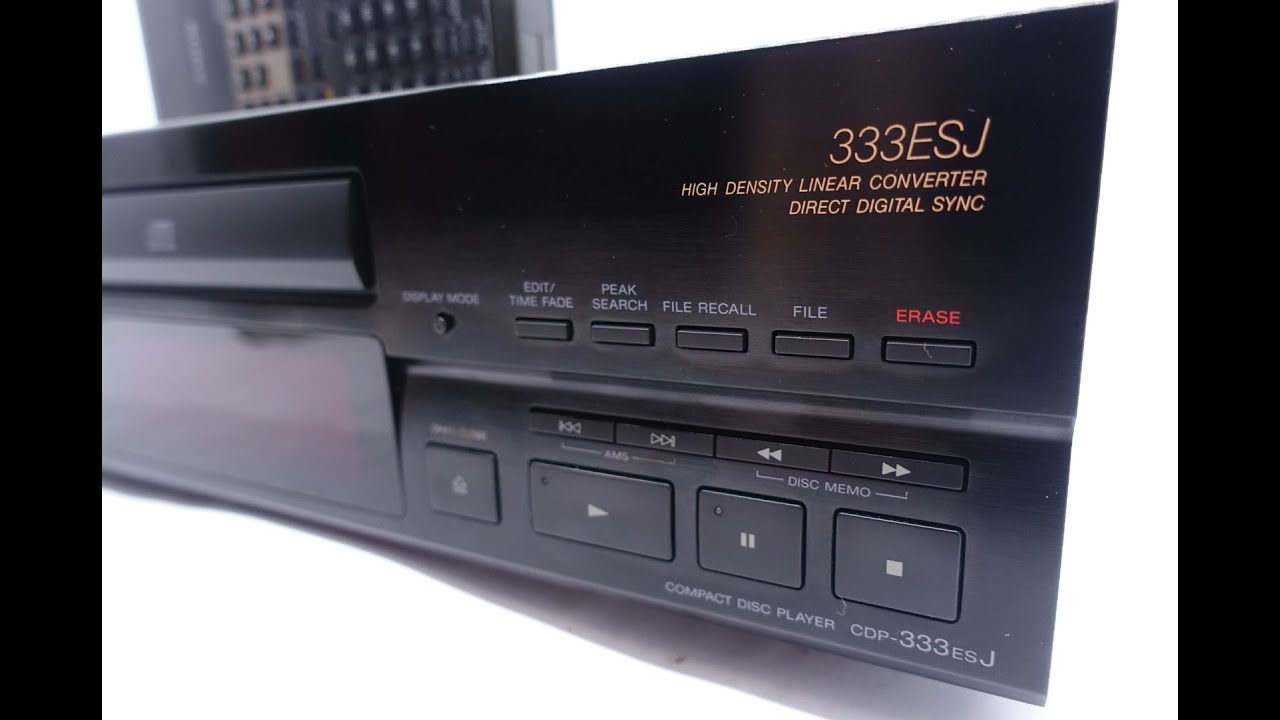 333ESJ
HIGH DENSITY LINEAR CONVERTER
DIRECT DIGITAL SYNC
DISPLAY MODE
EDIT/
TIME FADE
PEAK
SEARCH
FILE RECALL
FILE
ERASE
AMS
DISC MEMO
COMPACT DISC PLAYER CDP-333ESJ